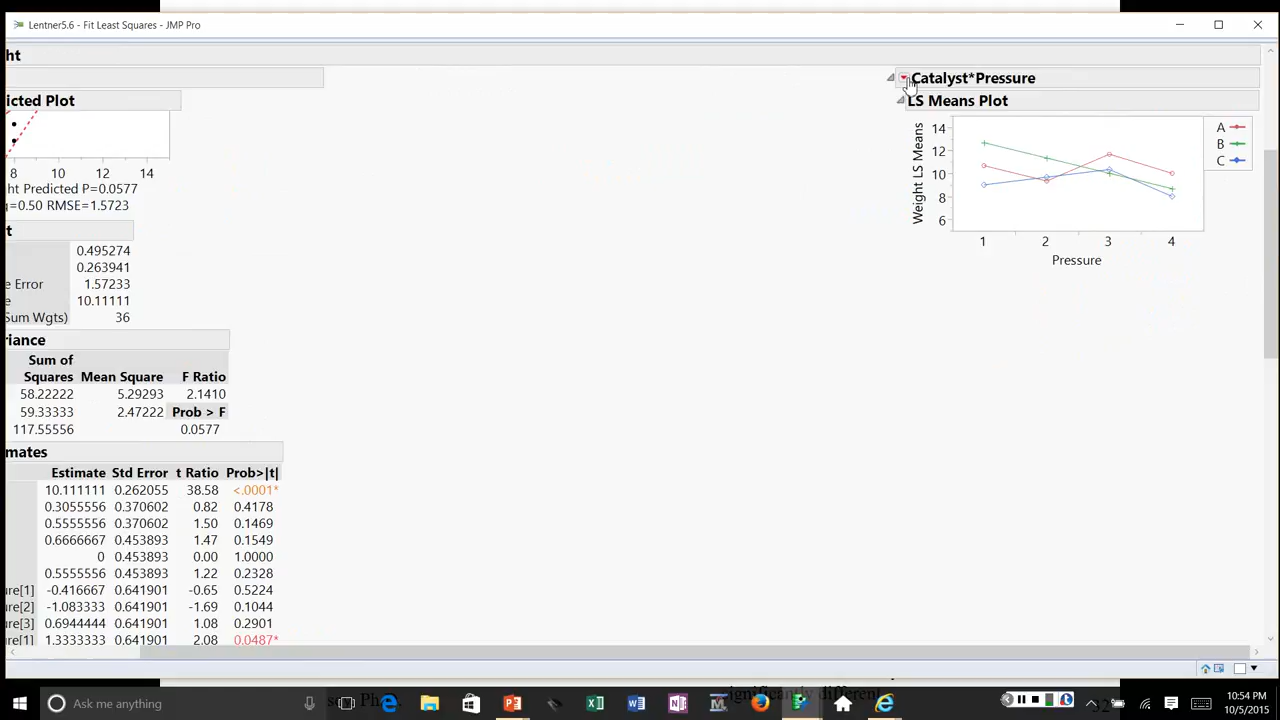 Lentner5.6 - Fit Least Squares - JMP Pro
ht
Catalyst*Pressure
icted Plot
LS Means Plot
8 10 12 14
ht Predicted P=0.0577
q=0.50 RMSE=1.5723
Weight LS Means
14
12
10
8
6
1 2 3 4
Pressure
A
B
C
t
0.495274
0.263941
e Error 1.57233
e 10.11111
Sum Wgts) 36
riance
Sum of
Squares Mean Square F Ratio
58.22222 5.29293 2.1410
59.33333 2.47222 Prob > F
117.55556 0.0577
mates
Estimate Std Error t Ratio Prob>|t|
10.111111 0.262055 38.58 <.0001*
0.3055556 0.370602 0.82 0.4178
0.5555556 0.370602 1.50 0.1469
0.6666667 0.453893 1.47 0.1549
0 0.453893 0.00 1.0000
0.5555556 0.453893 1.22 0.2328
ure[1] -0.416667 0.641901 -0.65 0.5224
ure[2] -1.083333 0.641901 -1.69 0.1044
ure[3] 0.6944444 0.641901 1.08 0.2901
ure[1] 1.3333333 0.641901 2.08 0.0487*
significantly different
Ask me anything
10:54 PM
10/5/2015